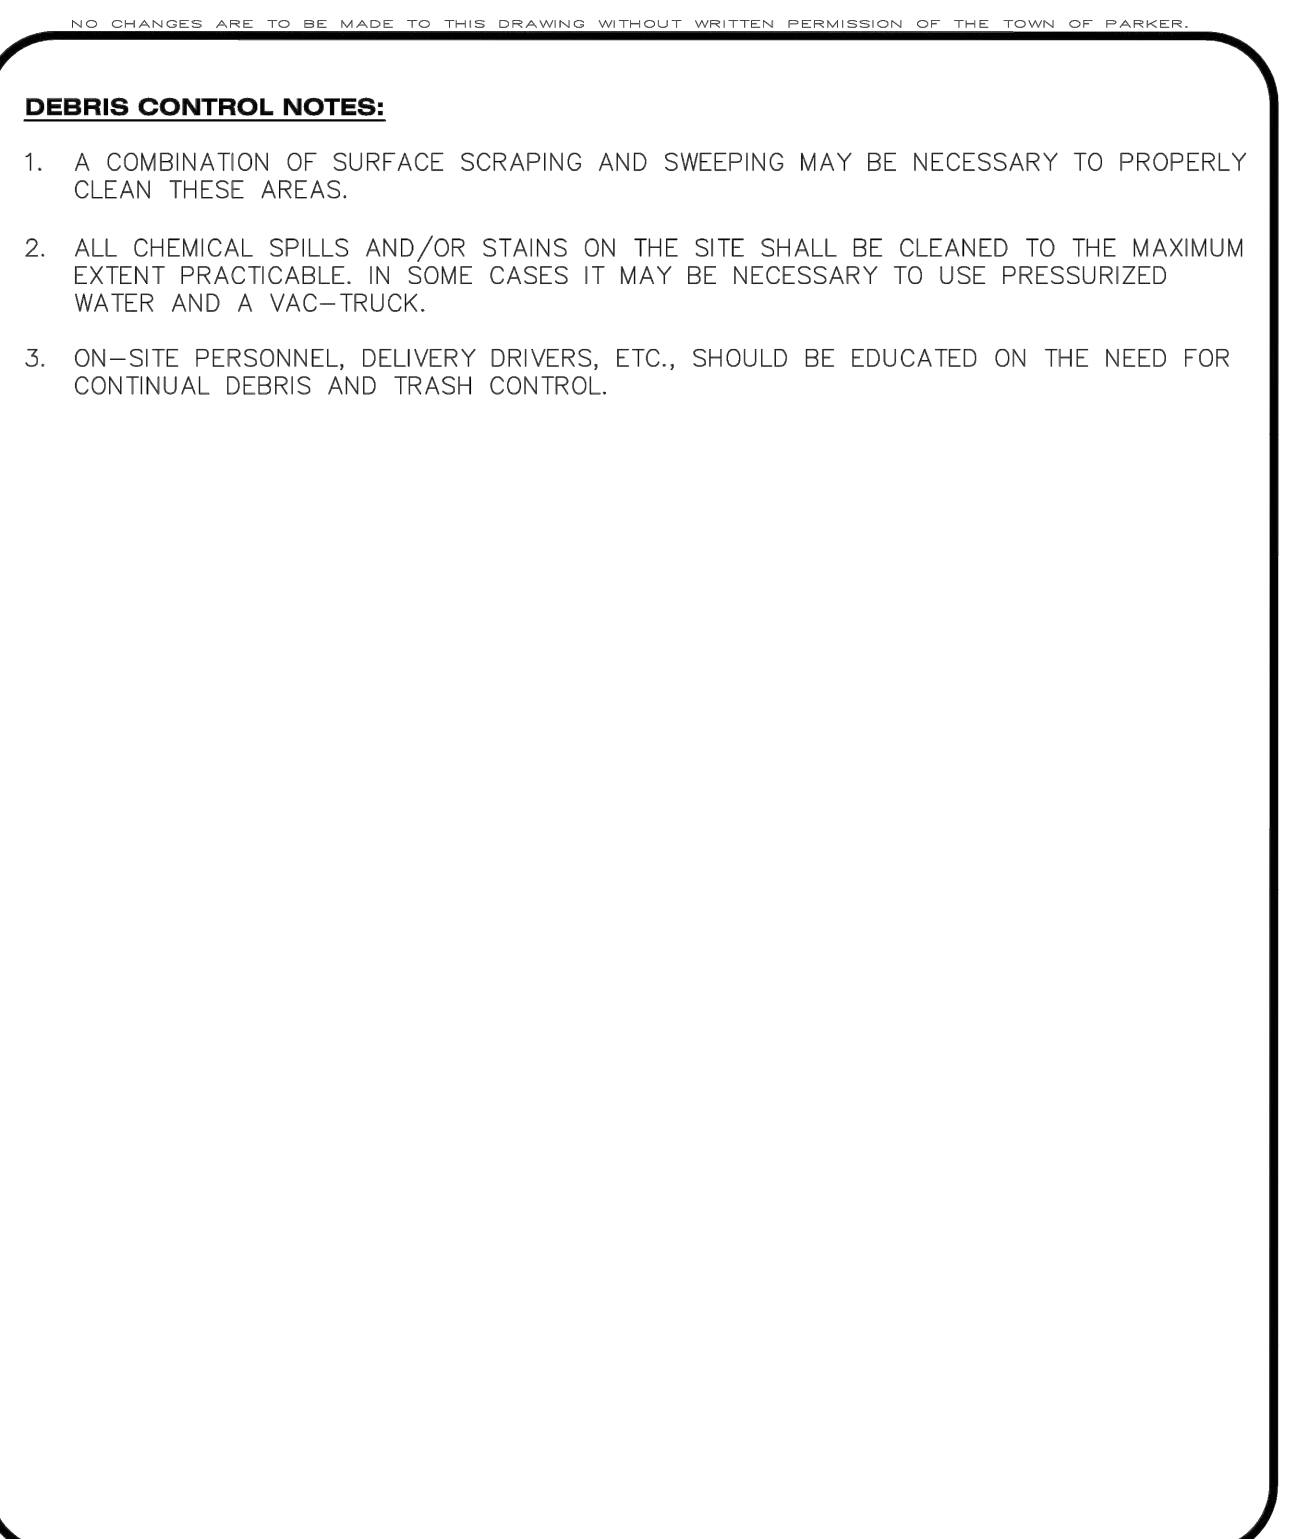 NO CHANGES ARE TO BE MADE TO THIS DRAWING WITHOUT WRITTEN PERMISSION OF THE TOWN OF PARKER.
DEBRIS CONTROL NOTES:
1. A COMBINATION OF SURFACE SCRAPING AND SWEEPING MAY BE NECESSARY TO PROPERLY
CLEAN THESE AREAS.
2. ALL CHEMICAL SPILLS AND/OR STAINS ON THE SITE SHALL BE CLEANED TO THE MAXIMUM
EXTENT PRACTICABLE. IN SOME CASES IT MAY BE NECESSARY TO USE PRESSURIZED
WATER AND A VAC–TRUCK.
3. ON–SITE PERSONNEL, DELIVERY DRIVERS, ETC., SHOULD BE EDUCATED ON THE NEED FOR
CONTINUAL DEBRIS AND TRASH CONTROL.